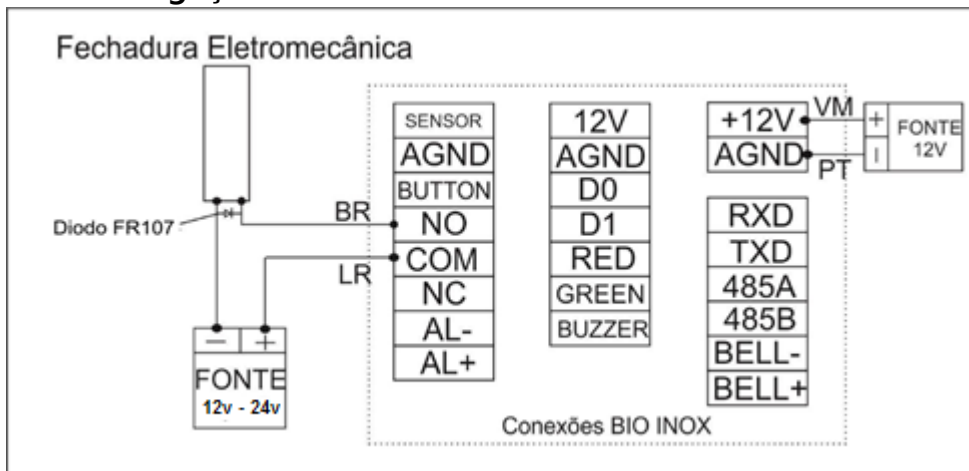 Fechadura Eletromecânica
Diodo FR107
BR
LR
- +
FONTE
12v - 24v
SENSOR
AGND
BUTTON
NO
COM
NC
AL-
AL+
12V
AGND
D0
D1
RED
GREEN
BUZZER
+12V
AGND
VM
PT
+
-
FONTE
12V
RXD
TXD
485A
485B
BELL-
BELL+
Conexões BIO INOX